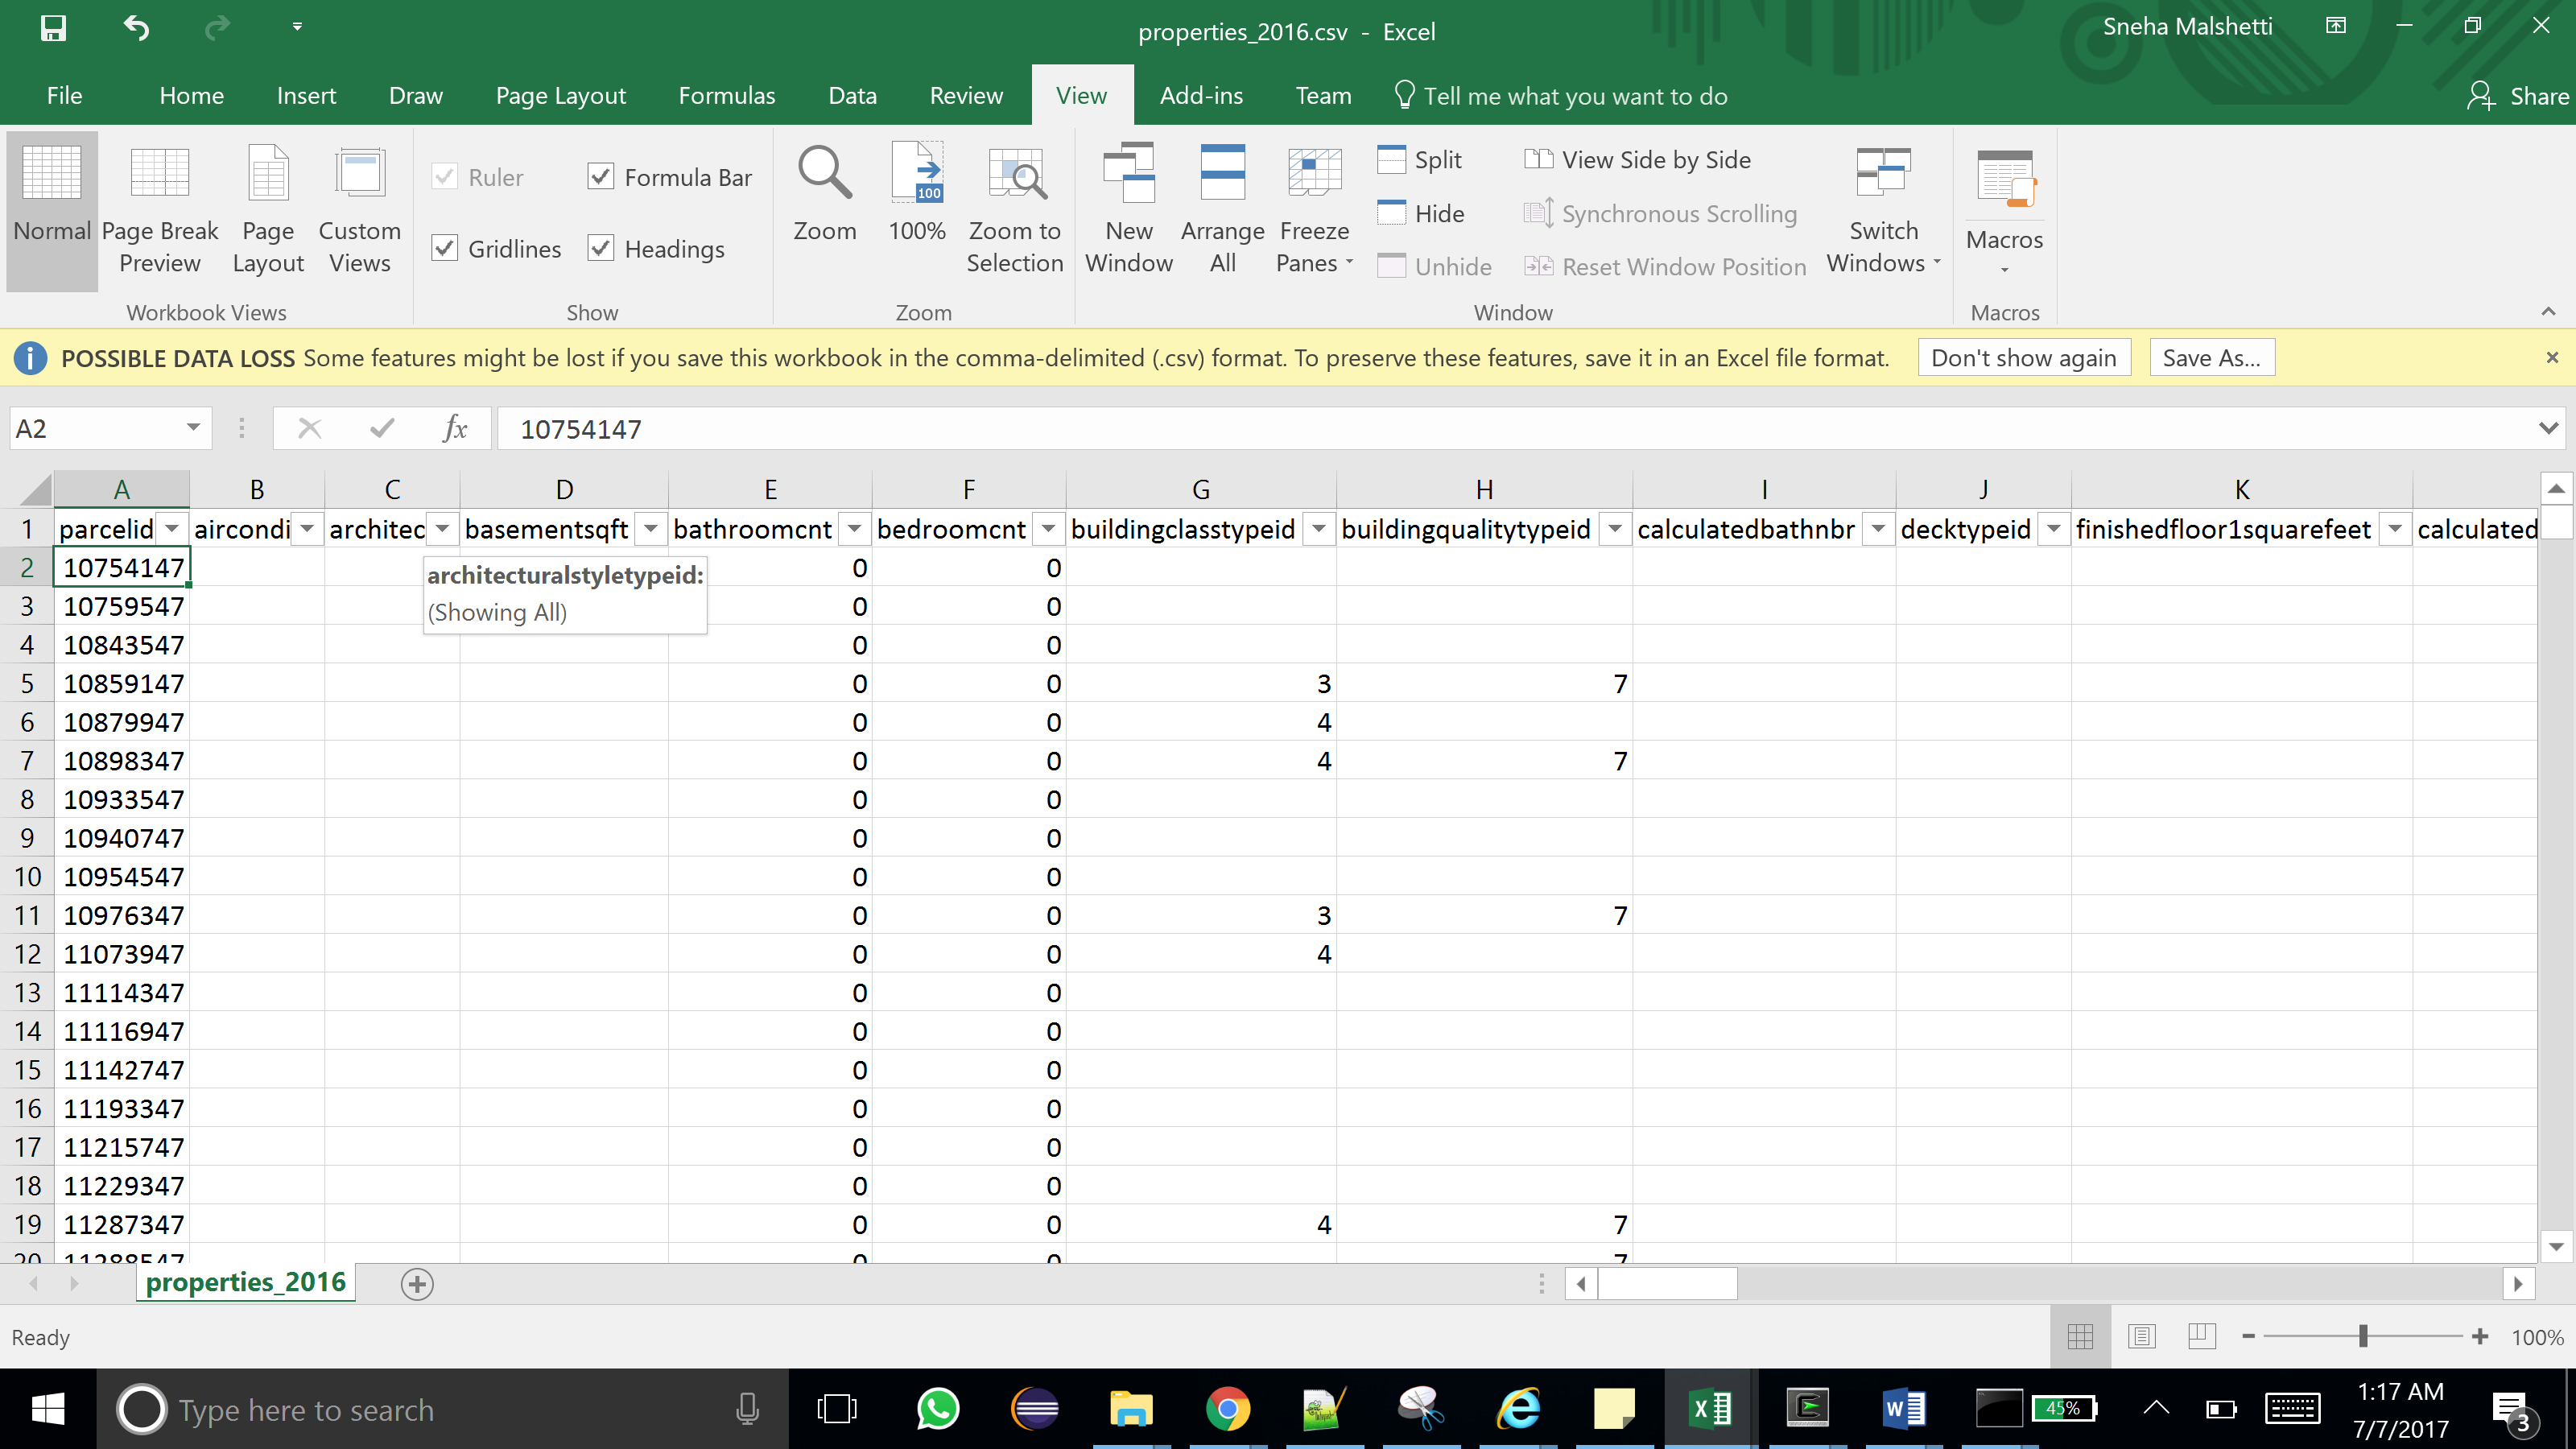 properties_2016.csv - Excel
Sneha Malshetti
File Home Insert Draw Page Layout Formulas Data Review View Add-ins Team Tell me what you want to do Share
Normal
Page Break Preview
Page Layout
Custom Views
Workbook Views
Ruler
Formula Bar
Gridlines
Headings
Show
Zoom
100
100%
Zoom to Selection
Zoom
New Window
Arrange All
Freeze Panes
Split
Hide
Unhide
View Side by Side
Synchronous Scrolling
Reset Window Position
Switch Windows
Window
Macros
Macros
i POSSIBLE DATA LOSS Some features might be lost if you save this workbook in the comma-delimited (.csv) format. To preserve these features, save it in an Excel file format. Don't show again Save As...
A2 fx 10754147
A B C D E F G H I J K
1 parcelid aircondi architec basementsqft bathroomcnt bedroomcnt buildingclasstypeid buildingqualitytypeid calculatedbathnbr decktypeid finishedfloor1squarefeet calculated
architecturalstyletypeid:
(Showing All)
2 10754147 0 0
3 10759547 0 0
4 10843547 0 0
5 10859147 0 0 3 7
6 10879947 0 0 4
7 10898347 0 0 4 7
8 10933547 0 0
9 10940747 0 0
10 10954547 0 0
11 10976347 0 0 3 7
12 11073947 0 0 4
13 11114347 0 0
14 11116947 0 0
15 11142747 0 0
16 11193347 0 0
17 11215747 0 0
18 11229347 0 0
19 11287347 0 0 4 7
20 11288547 0 0 7
properties_2016
Ready
100%
Type here to search
45%
1:17 AM
7/7/2017
3